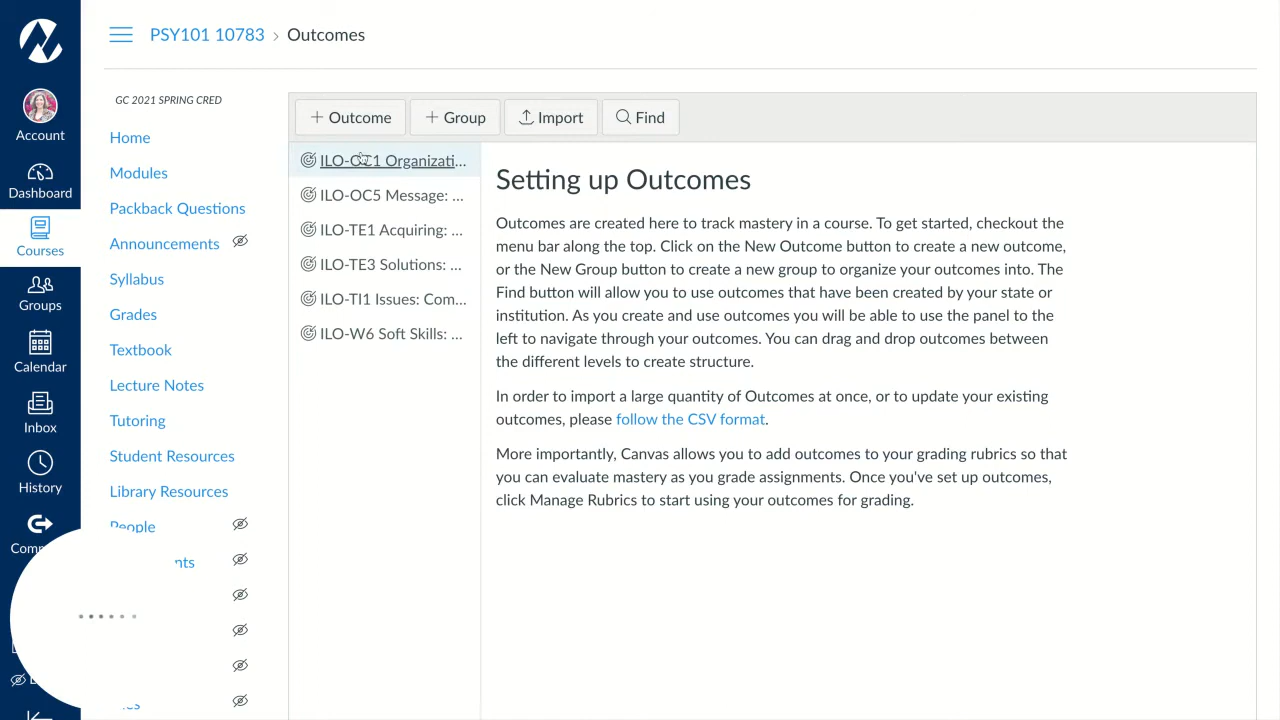 PSY101 10783 › Outcomes
Account
Dashboard
Courses
Groups
Calendar
Inbox
History
GC 2021 SPRING CRED
Home
Modules
Packback Questions
Announcements
Syllabus
Grades
Textbook
Lecture Notes
Tutoring
Student Resources
Library Resources
People
+ Outcome
+ Group
Import
Find
ILO-OC1 Organizati...
ILO-OC5 Message: ...
ILO-TE1 Acquiring: ...
ILO-TE3 Solutions: ...
ILO-TI1 Issues: Com...
ILO-W6 Soft Skills: ...
Setting up Outcomes
Outcomes are created here to track mastery in a course. To get started, checkout the
menu bar along the top. Click on the New Outcome button to create a new outcome,
or the New Group button to create a new group to organize your outcomes into. The
Find button will allow you to use outcomes that have been created by your state or
institution. As you create and use outcomes you will be able to use the panel to the
left to navigate through your outcomes. You can drag and drop outcomes between
the different levels to create structure.
In order to import a large quantity of Outcomes at once, or to update your existing
outcomes, please follow the CSV format.
More importantly, Canvas allows you to add outcomes to your grading rubrics so that
you can evaluate mastery as you grade assignments. Once you've set up outcomes,
click Manage Rubrics to start using your outcomes for grading.